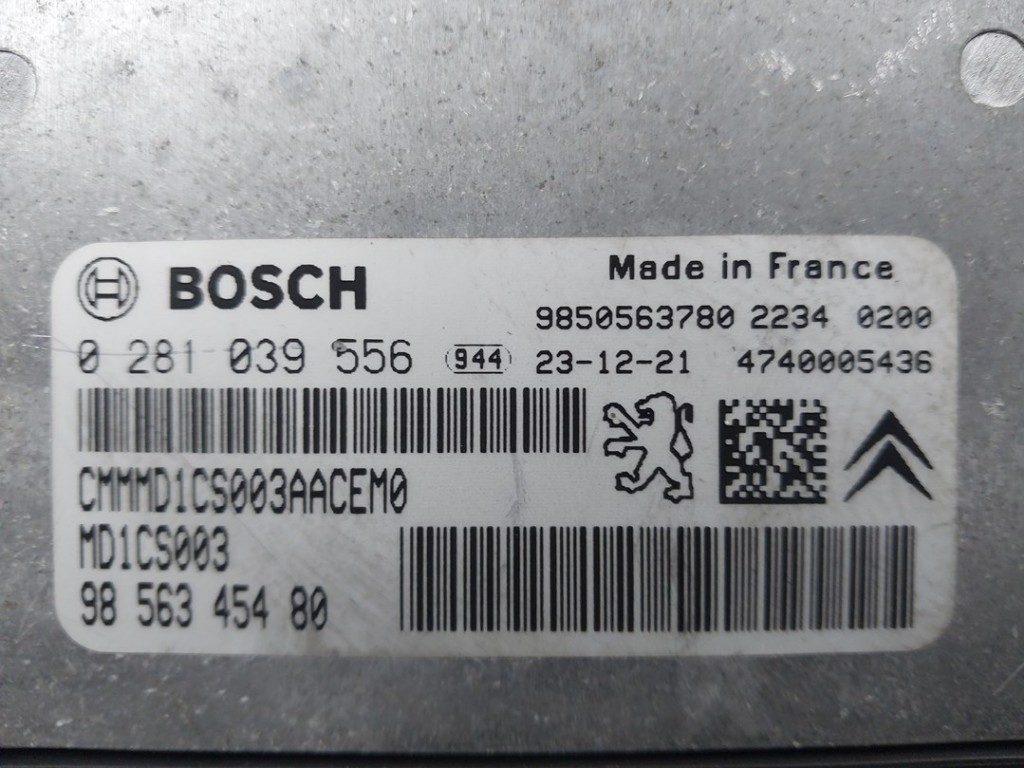 BOSCH
Made in France
9850563780 2234 0200
0 281 039 556 944 23-12-21 4740005436
CMMMD1CS003AACEM0
MD1CS003
98 563 454 80